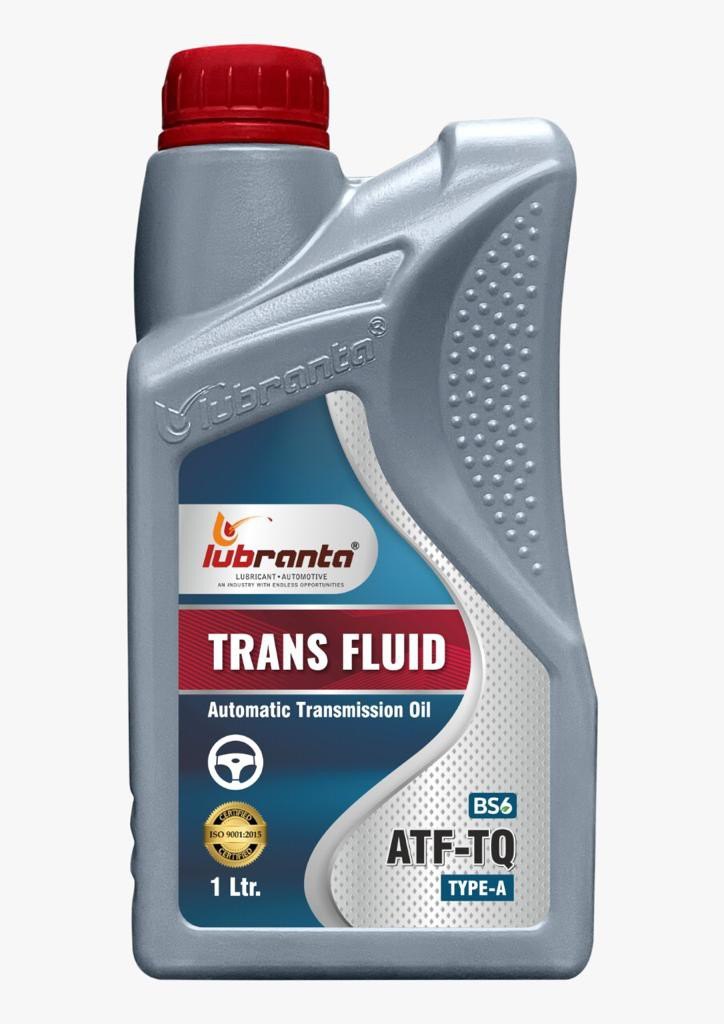 lubranta®
lubranta®
LUBRICANT • AUTOMOTIVE
AN INDUSTRY WITH ENDLESS OPPORTUNITIES
TRANS FLUID
Automatic Transmission Oil
CERTIFIED
ISO 9001:2015
CERTIFIED
1 Ltr.
BS6
ATF-TQ
TYPE-A